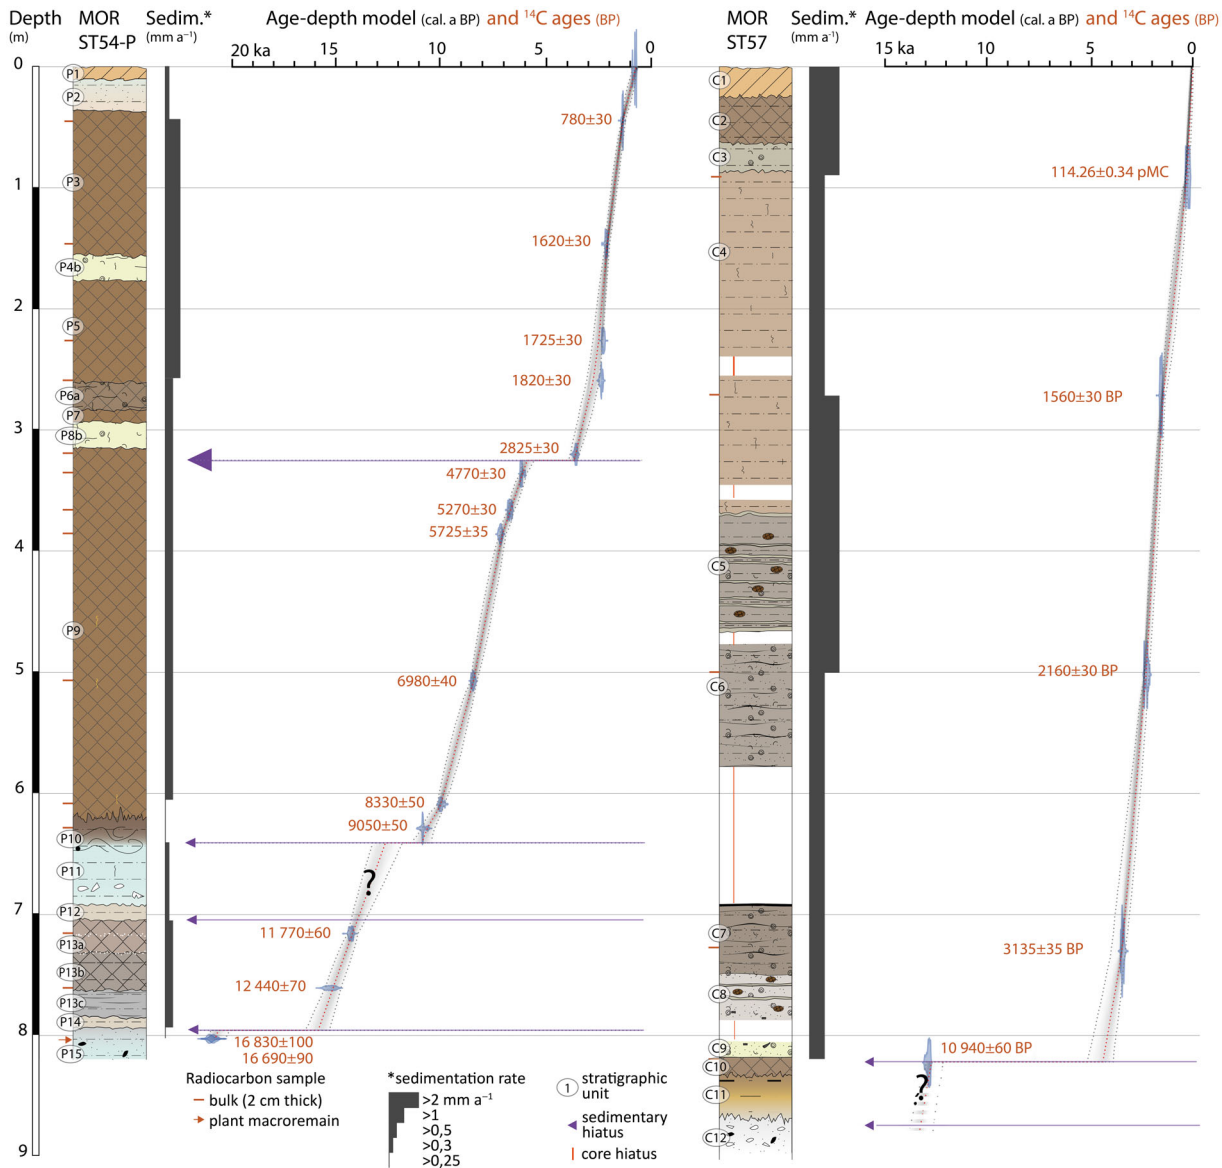 Depth
(m)
MOR
ST54-P
Sedim.*
(mm a⁻¹)
Age-depth model (cal. a BP) and ¹⁴C ages (BP)
20 ka
15
10
5
0
MOR
ST57
Sedim.*
(mm a⁻¹)
Age-depth model (cal. a BP) and ¹⁴C ages (BP)
15 ka
10
5
0
0
1
2
3
4
5
6
7
8
9
P1
P2
P3
P4b
P5
P6a
P7
P8b
P9
P10
P11
P12
P13a
P13b
P13c
P14
P15
780±30
1620±30
1725±30
1820±30
2825±30
4770±30
5270±30
5725±35
6980±40
8330±50
9050±50
?
11 770±60
12 440±70
16 830±100
16 690±90
C1
C2
C3
C4
C5
C6
C7
C8
C9
C10
C11
C12
114.26±0.34 pMC
1560±30 BP
2160±30 BP
3135±35 BP
10 940±60 BP
?
Radiocarbon sample
bulk (2 cm thick)
plant macroremain
*sedimentation rate
>2 mm a⁻¹
>1
>0,5
>0,3
>0,25
1 stratigraphic
unit
sedimentary
hiatus
core hiatus